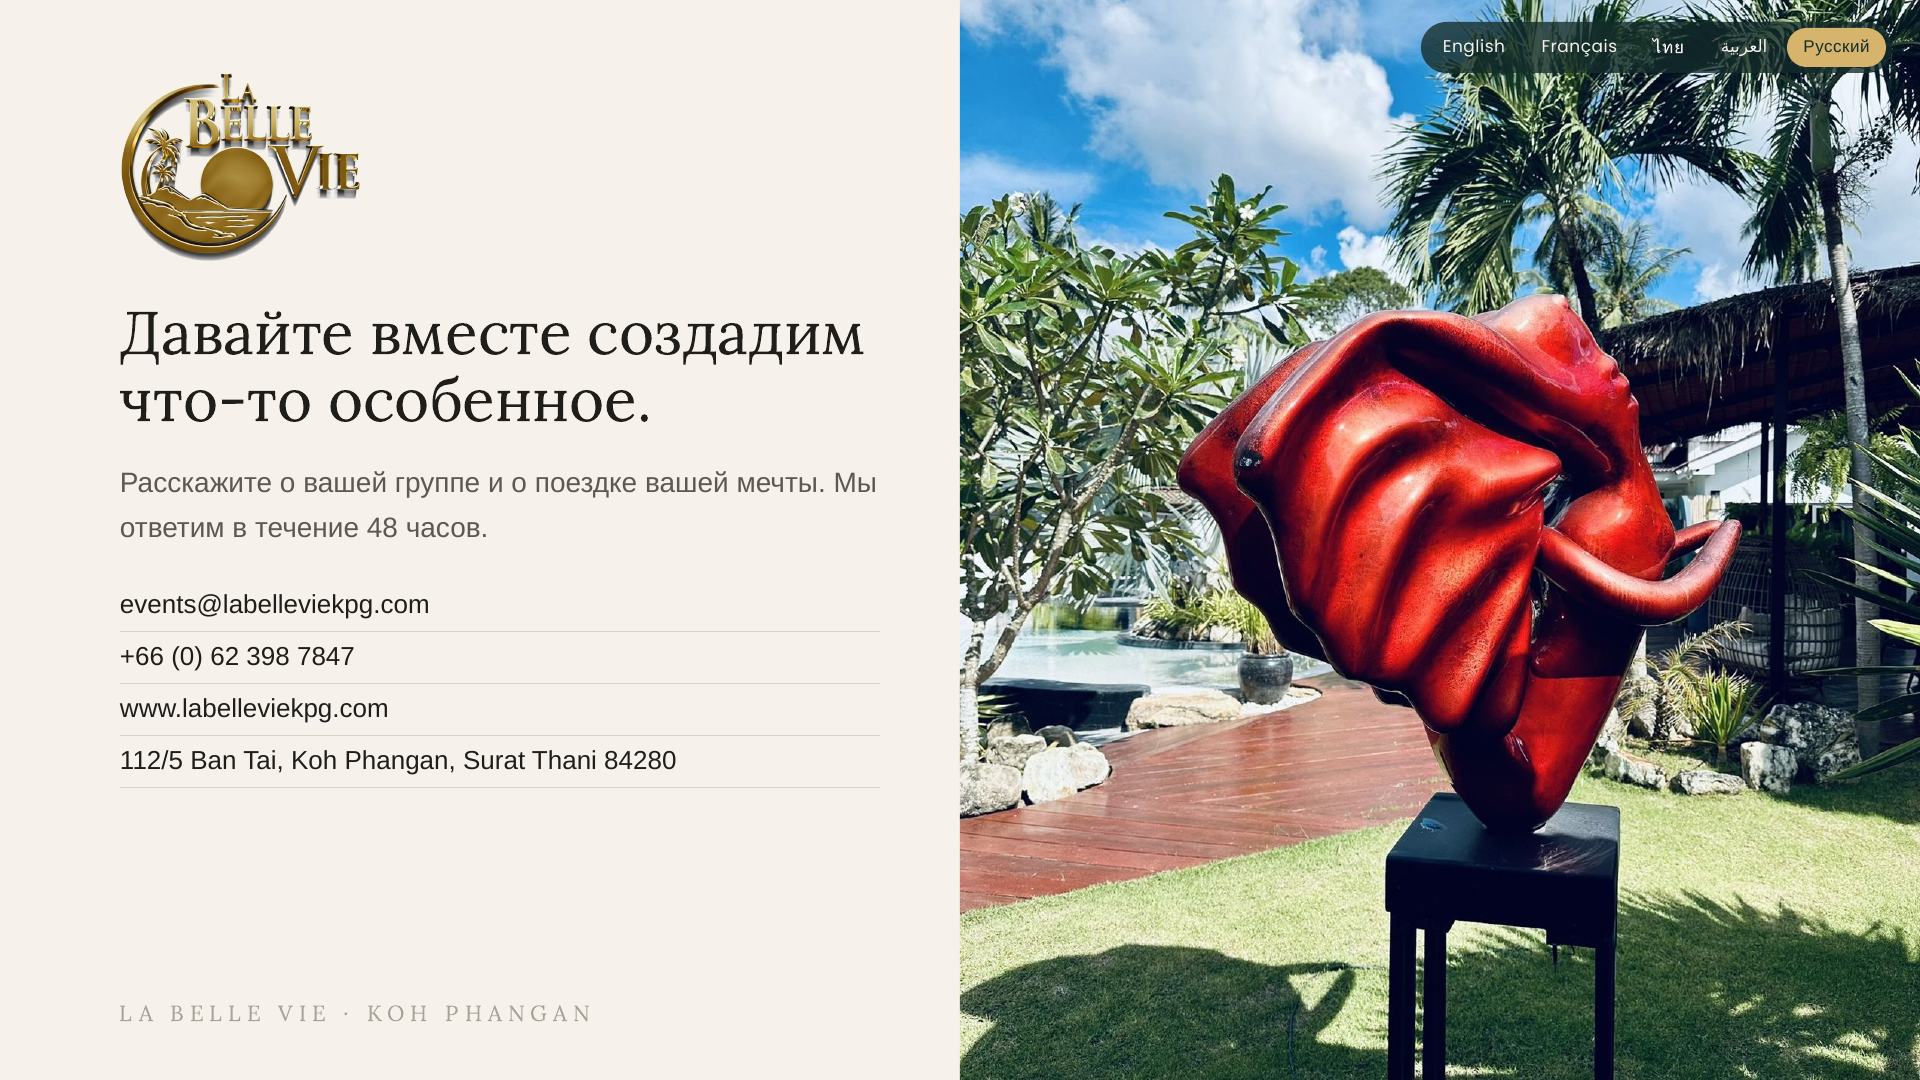 English Français ไทย العربية Русский
LA
BELLE
VIE
Давайте вместе создадим
что-то особенное.
Расскажите о вашей группе и о поездке вашей мечты. Мы
ответим в течение 48 часов.
events@labelleviekpg.com
+66 (0) 62 398 7847
www.labelleviekpg.com
112/5 Ban Tai, Koh Phangan, Surat Thani 84280
LA BELLE VIE · KOH PHANGAN